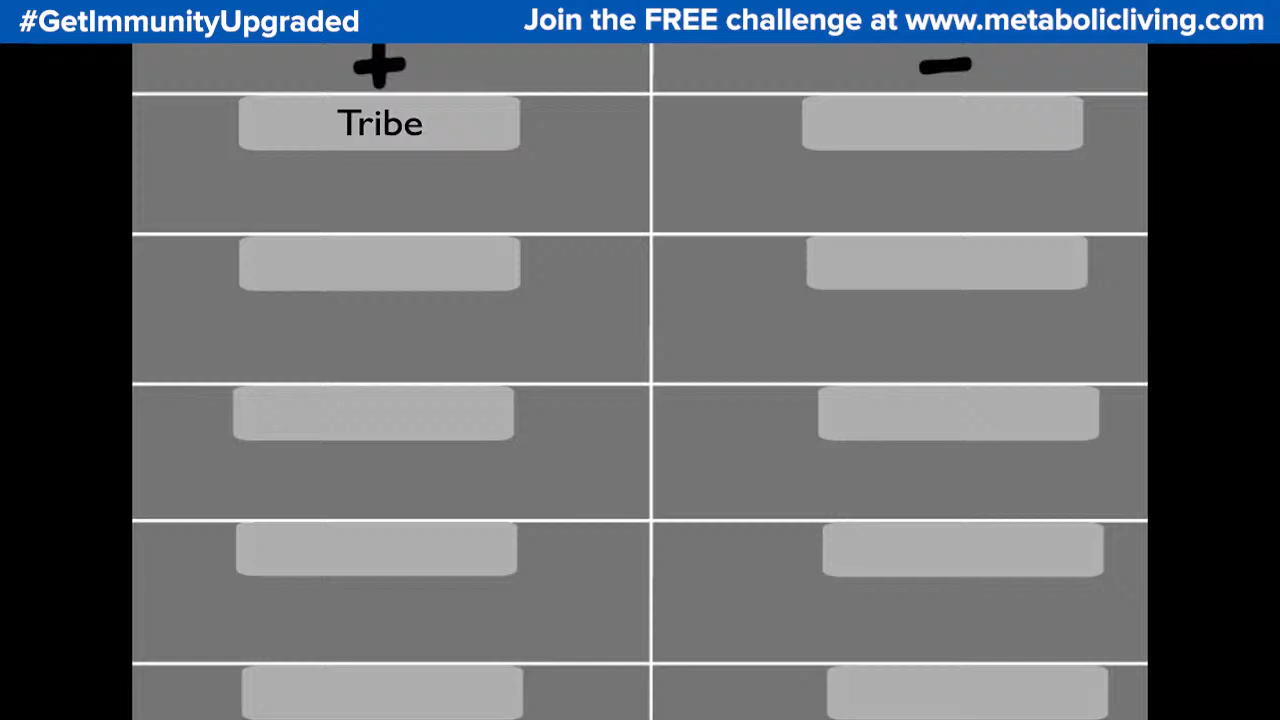 #GetImmunityUpgraded
Join the FREE challenge at www.metabolicliving.com
+
-
Tribe